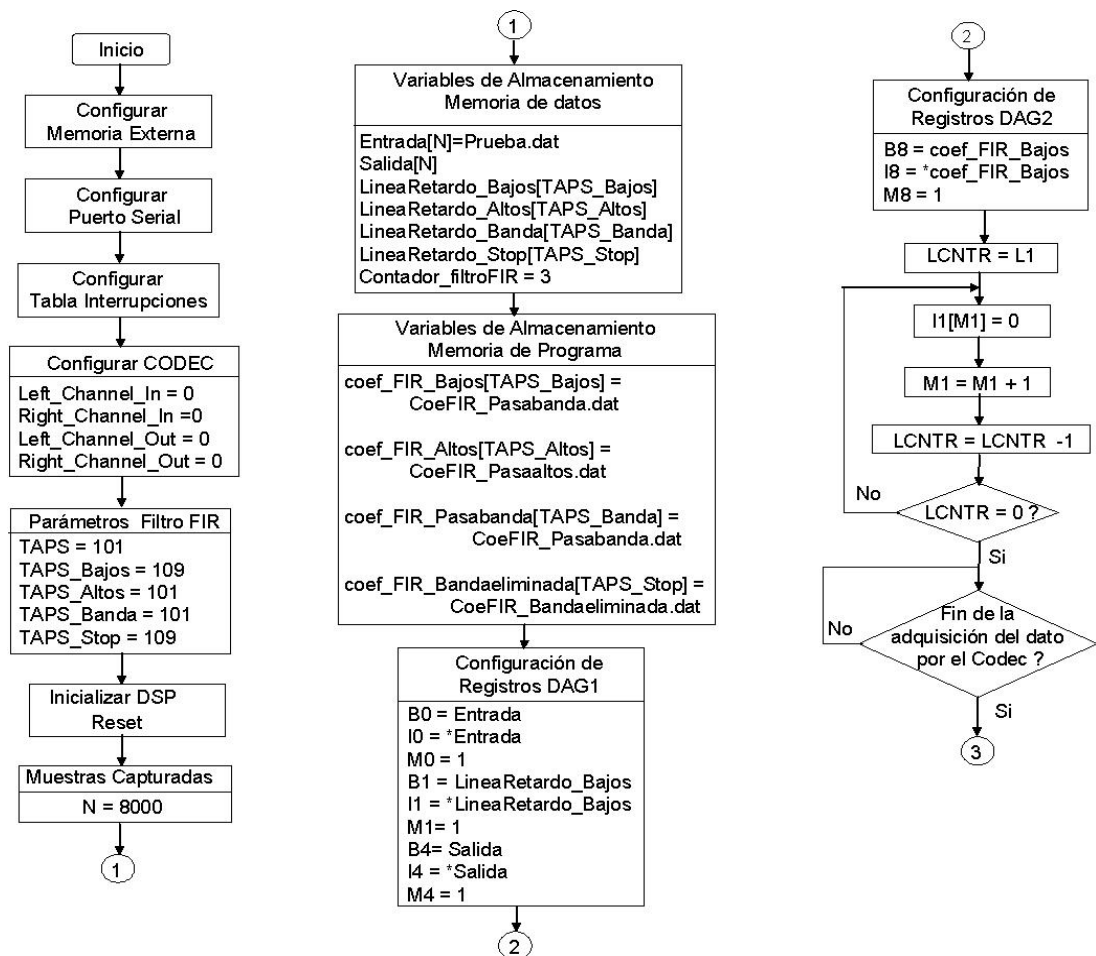 Inicio
Configurar
Memoria Externa
Configurar
Puerto Serial
Configurar
Tabla Interrupciones
Configurar CODEC
Left_Channel_In = 0
Right_Channel_In =0
Left_Channel_Out = 0
Right_Channel_Out = 0
Parámetros Filtro FIR
TAPS = 101
TAPS_Bajos = 109
TAPS_Altos = 101
TAPS_Banda = 101
TAPS_Stop = 109
Inicializar DSP
Reset
Muestras Capturadas
N = 8000
1
1
Variables de Almacenamiento
Memoria de datos
Entrada[N]=Prueba.dat
Salida[N]
LineaRetardo_Bajos[TAPS_Bajos]
LineaRetardo_Altos[TAPS_Altos]
LineaRetardo_Banda[TAPS_Banda]
LineaRetardo_Stop[TAPS_Stop]
Contador_filtroFIR = 3
Variables de Almacenamiento
Memoria de Programa
coef_FIR_Bajos[TAPS_Bajos] =
CoeFIR_Pasabanda.dat
coef_FIR_Altos[TAPS_Altos] =
CoeFIR_Pasaaltos.dat
coef_FIR_Pasabanda[TAPS_Banda] =
CoeFIR_Pasabanda.dat
coef_FIR_Bandaeliminada[TAPS_Stop] =
CoeFIR_Bandaeliminada.dat
Configuración de
Registros DAG1
B0 = Entrada
I0 = *Entrada
M0 = 1
B1 = LineaRetardo_Bajos
I1 = *LineaRetardo_Bajos
M1= 1
B4= Salida
I4 = *Salida
M4 = 1
2
2
Configuración de
Registros DAG2
B8 = coef_FIR_Bajos
I8 = *coef_FIR_Bajos
M8 = 1
LCNTR = L1
I1[M1] = 0
M1 = M1 + 1
LCNTR = LCNTR -1
No
LCNTR = 0 ?
Si
Fin de la
adquisición del dato
por el Codec ?
No
Si
3